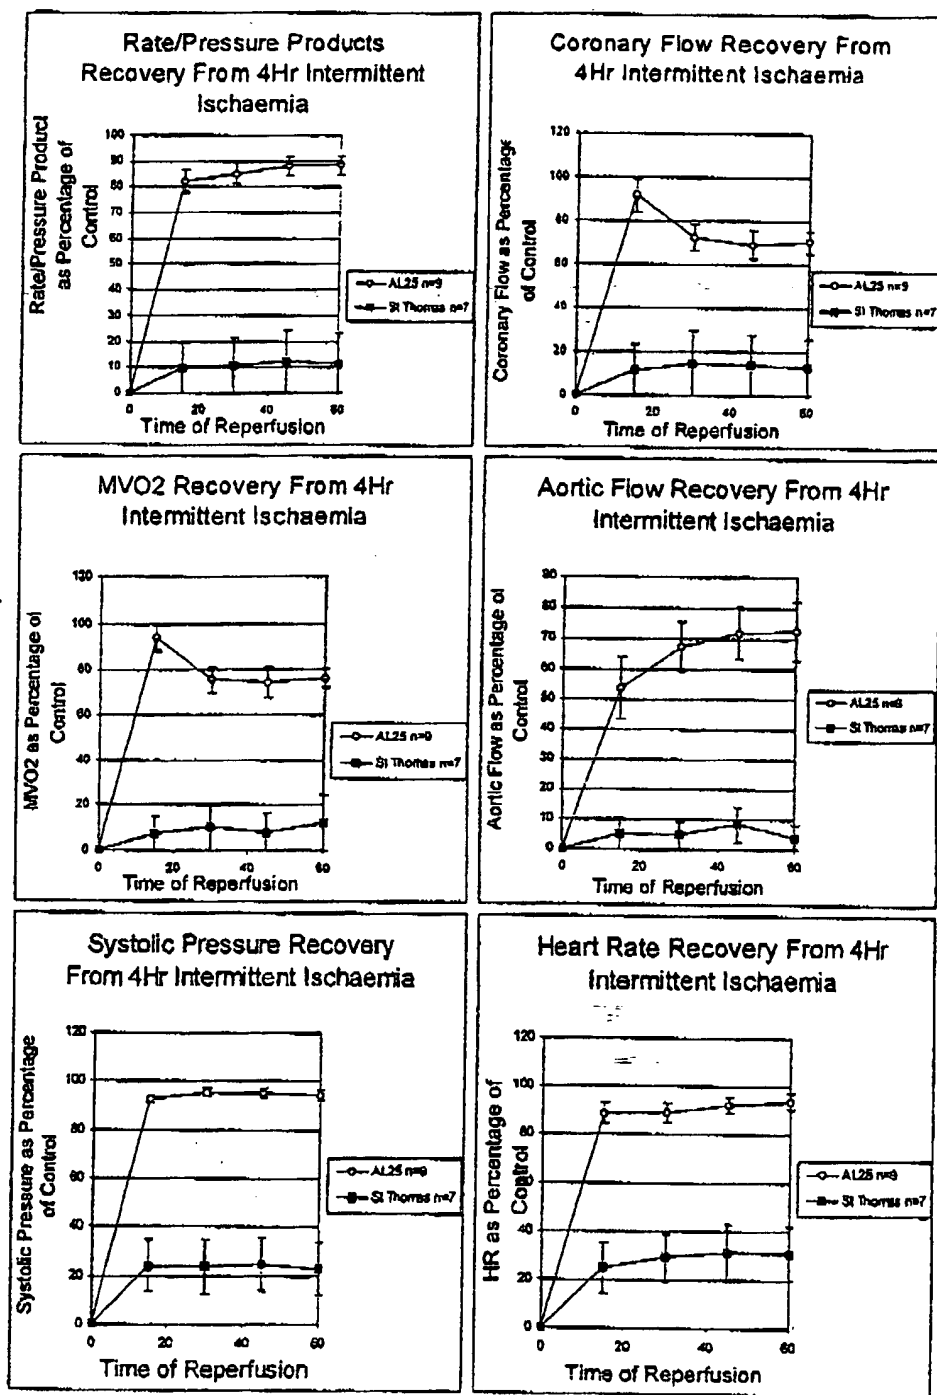 Rate/Pressure Products
Recovery From 4Hr Intermittent
Ischaemia
Rate/Pressure Product
as Percentage of
Control
100
90
80
70
60
50
40
30
20
10
0
0 20 40 60
Time of Reperfusion
AL25 n=9
St Thomas n=7
Coronary Flow Recovery From
4Hr Intermittent Ischaemia
Coronary Flow as Percentage
of Control
120
100
80
60
40
20
0
0 20 40 60
Time of Reperfusion
AL25 n=9
St Thomas n=7
MVO2 Recovery From 4Hr
Intermittent Ischaemia
MVO2 as Percentage of
Control
120
100
80
60
40
20
0
0 20 40 60
Time of Reperfusion
AL25 n=9
St Thomas n=7
Aortic Flow Recovery From 4Hr
Intermittent Ischaemia
Aortic Flow as Percentage of
Control
90
80
70
60
50
40
30
20
10
0
0 20 40 60
Time of Reperfusion
AL25
St Thomas n=7
Systolic Pressure Recovery
From 4Hr Intermittent Ischaemia
Systolic Pressure as Percentage
of Control
120
100
80
60
40
20
0
0 20 40 60
Time of Reperfusion
AL25 n=9
St Thomas n=7
Heart Rate Recovery From 4Hr
Intermittent Ischaemia
HR as Percentage of
Control
120
100
80
60
40
20
0
0 20 40 60
Time of Reperfusion
AL25 n=9
St Thomas n=7